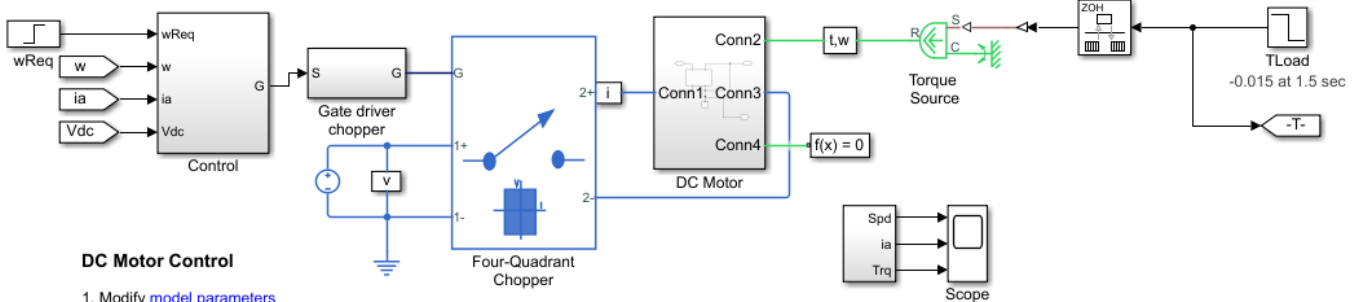 wReq
w
ia
Vdc
wReq
w
ia
Vdc
G
Control
S
G
Gate driver
chopper
G
1+
1-
2+
2-
v
V
I
Four-Quadrant
Chopper
i
Conn1
Conn2
Conn3
Conn4
DC Motor
t,w
f(x) = 0
R
S
C
Torque
Source
ZOH
TLoad
-0.015 at 1.5 sec
-T-
Spd
ia
Trq
Scope
DC Motor Control
1. Modify model parameters